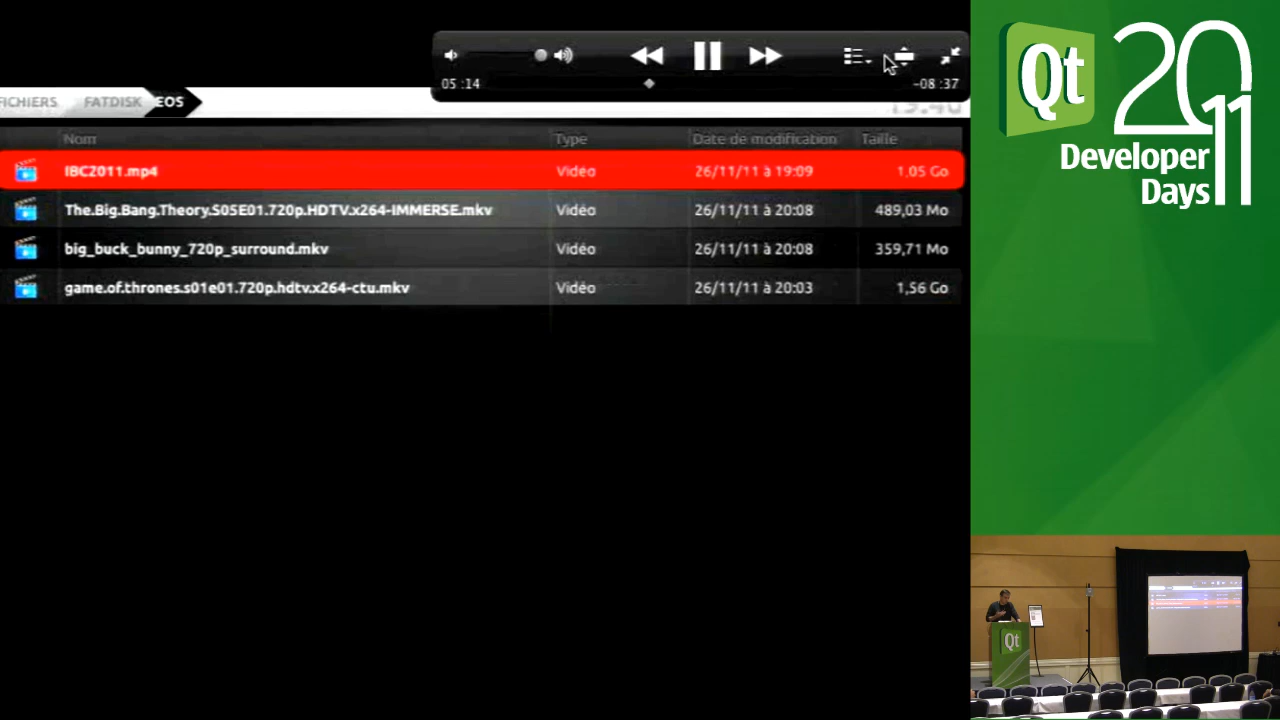 05 :14
-08 :37
FICHIERS FATDISK EOS
19:40
Nom Type Date de modification Taille
IBC2011.mp4 Vidéo 26/11/11 à 19:09 1,05 Go
The.Big.Bang.Theory.S05E01.720p.HDTV.x264-IMMERSE.mkv Vidéo 26/11/11 à 20:08 489,03 Mo
big_buck_bunny_720p_surround.mkv Vidéo 26/11/11 à 20:08 359,71 Mo
game.of.thrones.s01e01.720p.hdtv.x264-ctu.mkv Vidéo 26/11/11 à 20:03 1,56 Go
Qt 2011
Developer
Days
Qt